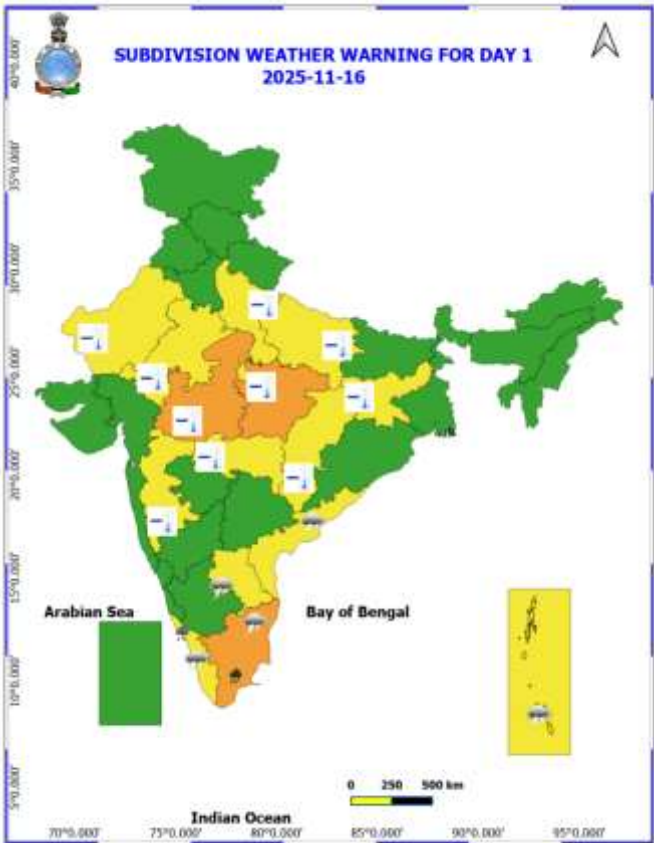 SUBDIVISION WEATHER WARNING FOR DAY 1
2025-11-16
40°0.000'
35°0.000'
30°0.000'
25°0.000'
20°0.000'
15°0.000'
10°0.000'
5°0.000'
Arabian Sea
Bay of Bengal
0 250 500 km
Indian Ocean
70°0.000' 75°0.000' 80°0.000' 85°0.000' 90°0.000' 95°0.000'